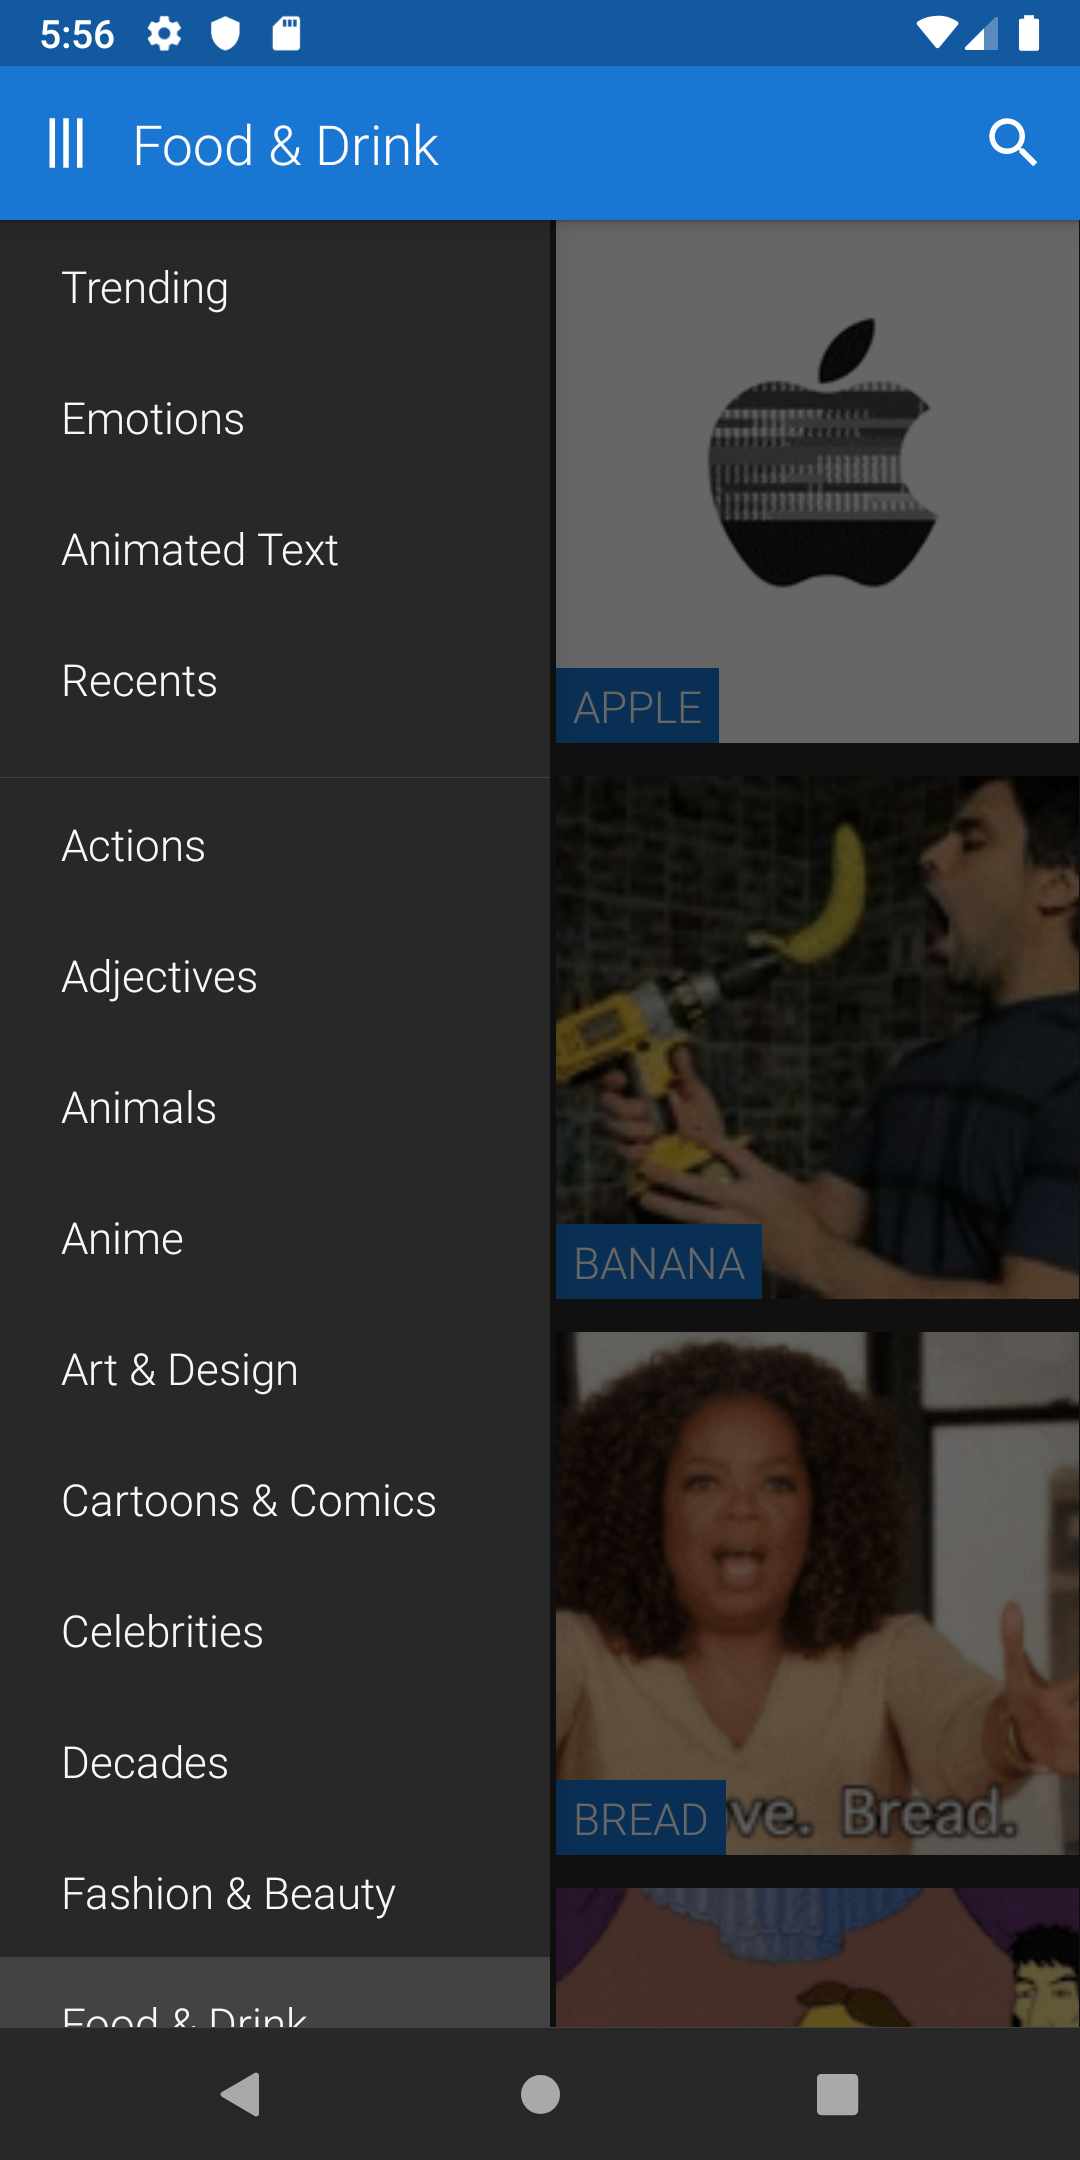 5:56
Food & Drink
Trending
Emotions
Animated Text
Recents
Actions
Adjectives
Animals
Anime
Art & Design
Cartoons & Comics
Celebrities
Decades
Fashion & Beauty
Food & Drink
APPLE
BANANA
BREAD
Bread.